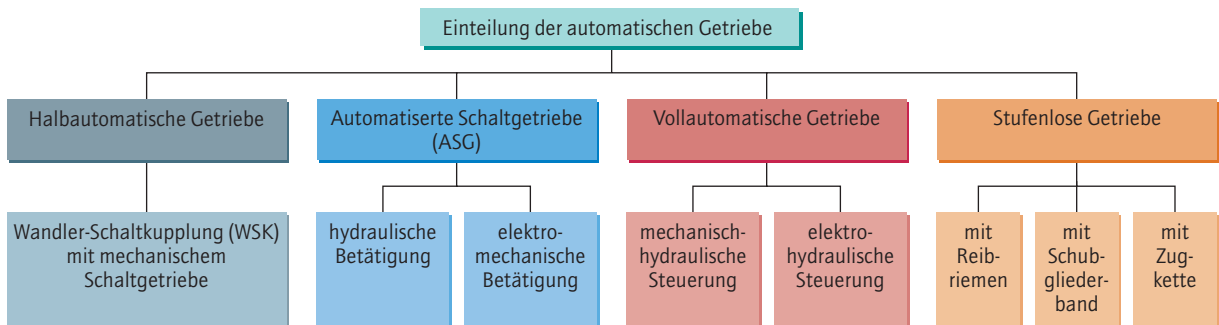 Einteilung der automatischen Getriebe
Halbautomatische Getriebe
Automatiserte Schaltgetriebe
(ASG)
Vollautomatische Getriebe
Stufenlose Getriebe
Wandler-Schaltkupplung (WSK)
mit mechanischem
Schaltgetriebe
hydraulische
Betätigung
elektro-
mechanische
Betätigung
mechanisch-
hydraulische
Steuerung
elektro-
hydraulische
Steuerung
mit
Reib-
riemen
mit
Schub-
glieder-
band
mit
Zug-
kette